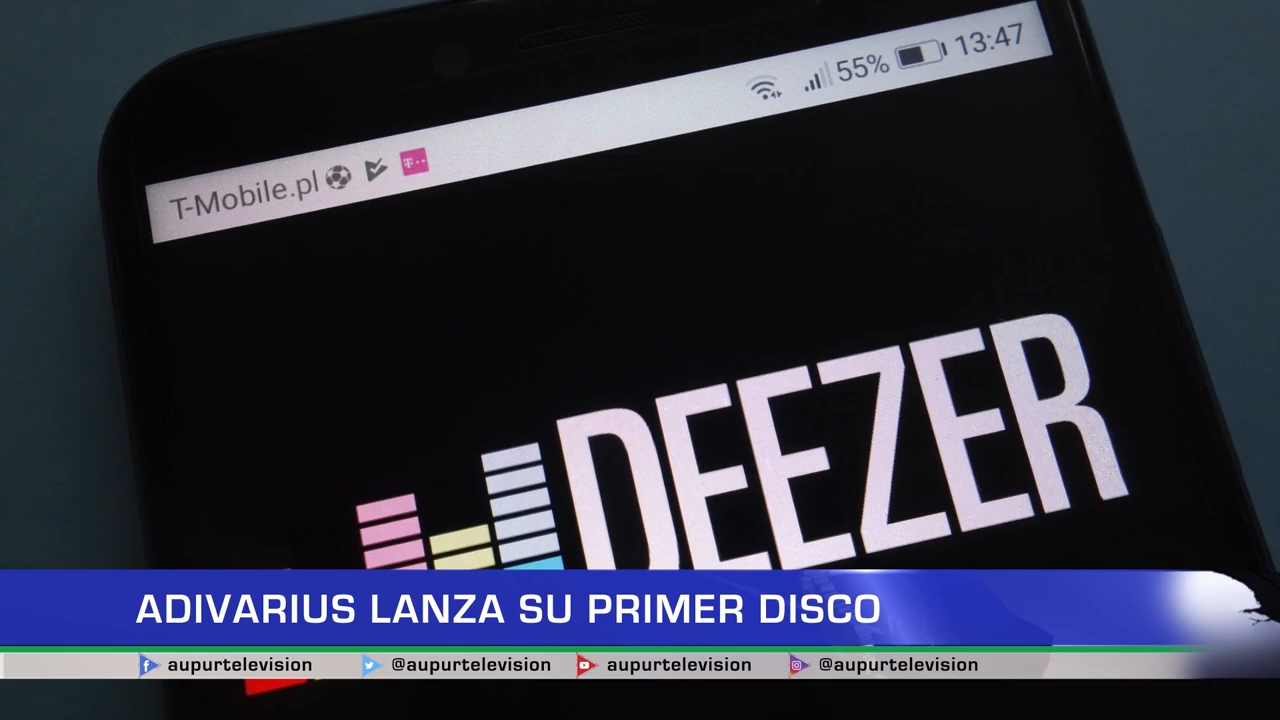 T-Mobile.pl
55% 13:47
DEEZER
ADIVARIUS LANZA SU PRIMER DISCO
aupurtelevision @aupurtelevision aupurtelevision @aupurtelevision